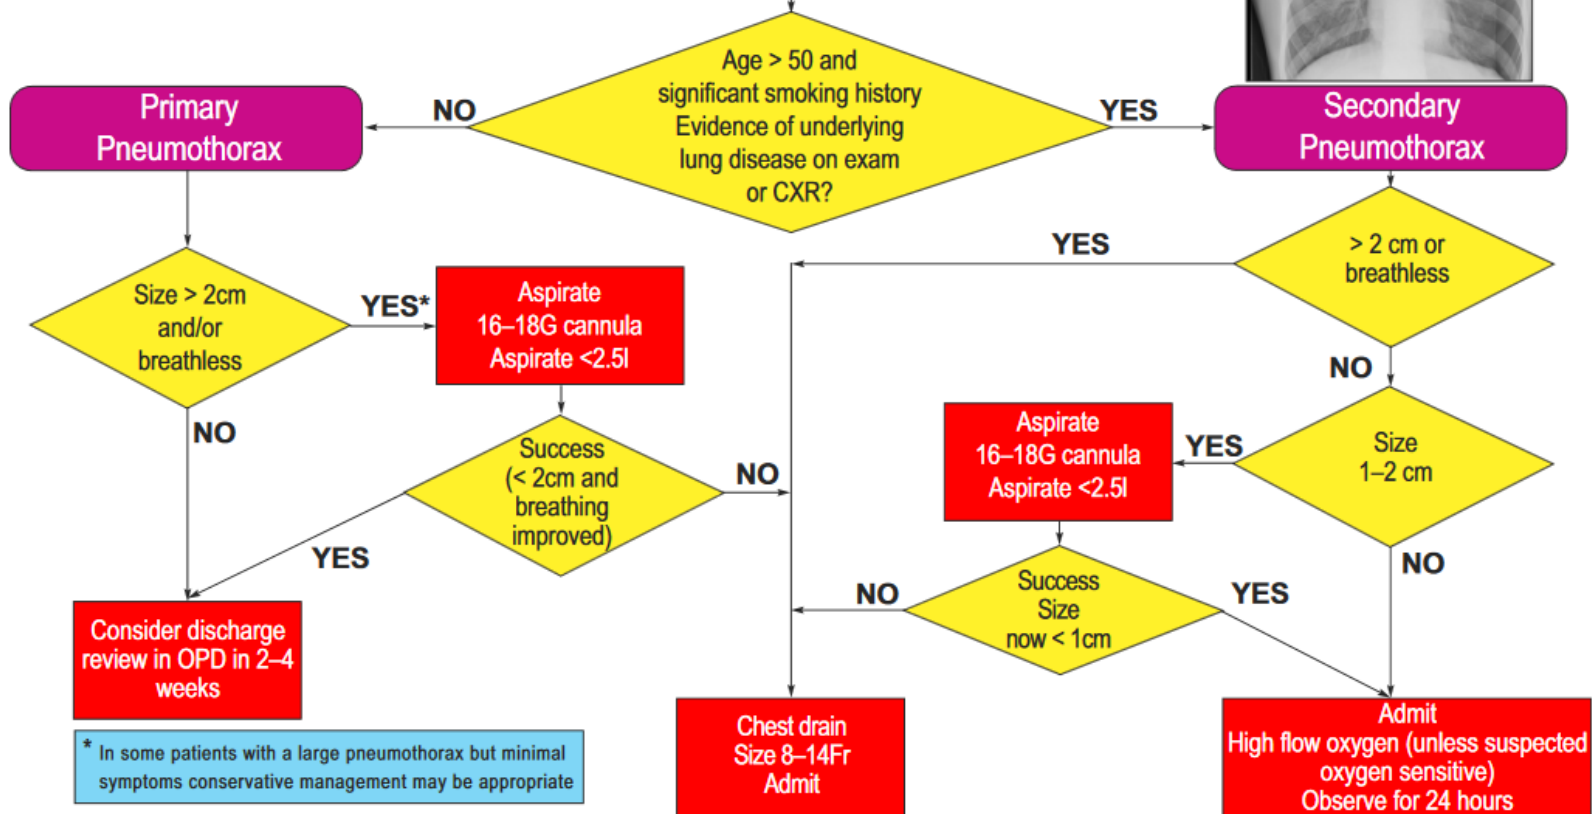 Age > 50 and
significant smoking history
Evidence of underlying
lung disease on exam
or CXR?
NO
YES
Primary
Pneumothorax
Secondary
Pneumothorax
Size > 2cm
and/or
breathless
YES*
NO
Aspirate
16–18G cannula
Aspirate <2.5l
Success
(< 2cm and
breathing
improved)
YES
NO
> 2 cm or
breathless
YES
NO
Size
1–2 cm
YES
NO
Aspirate
16–18G cannula
Aspirate <2.5l
Success
Size
now < 1cm
NO
YES
Consider discharge
review in OPD in 2–4
weeks
* In some patients with a large pneumothorax but minimal
symptoms conservative management may be appropriate
Chest drain
Size 8–14Fr
Admit
Admit
High flow oxygen (unless suspected
oxygen sensitive)
Observe for 24 hours